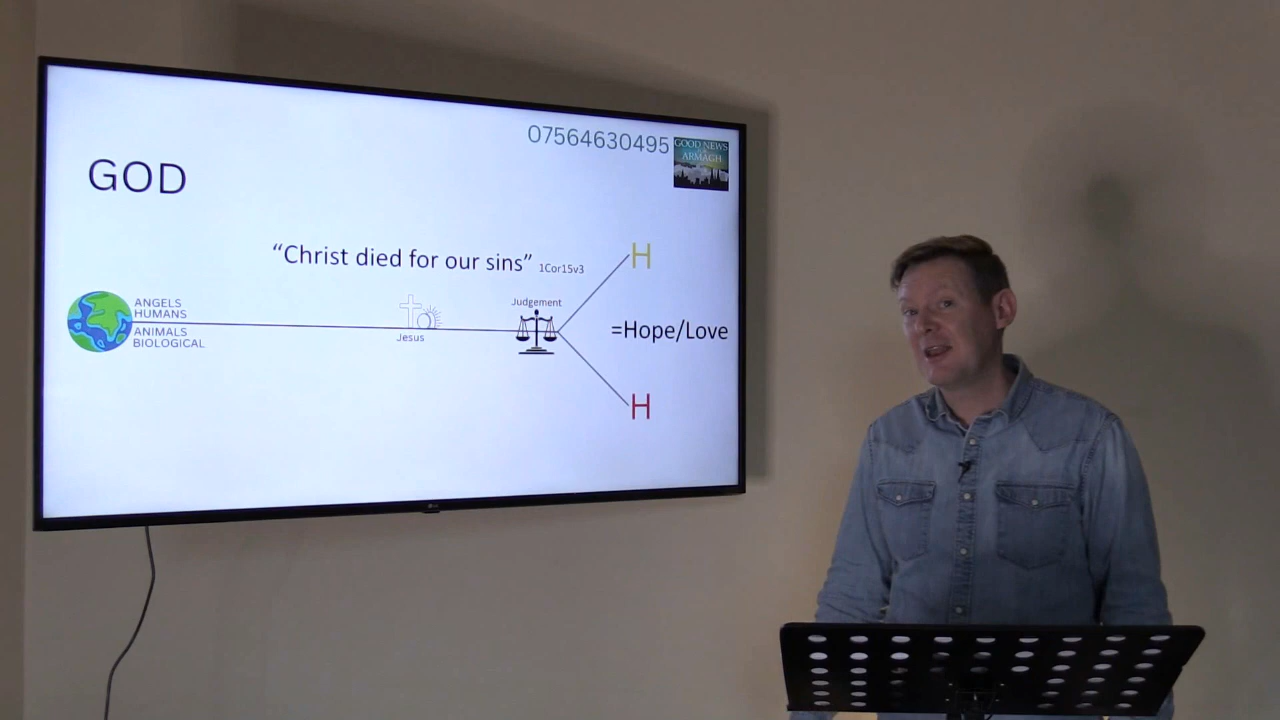 07564630495
GOOD NEWS
ARMAGH
GOD
“Christ died for our sins” 1Cor15v3
H
ANGELS
HUMANS
ANIMALS
BIOLOGICAL
Jesus
Judgement
=Hope/Love
H